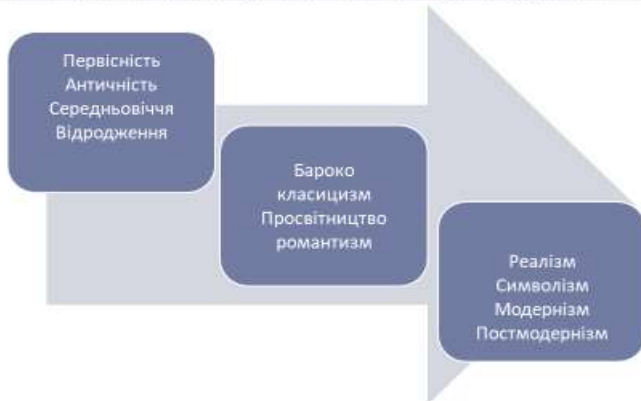 Первісність
Античність
Середньовіччя
Відродження
Бароко
класицизм
Просвітництво
романтизм
Реалізм
Символізм
Модернізм
Постмодернізм